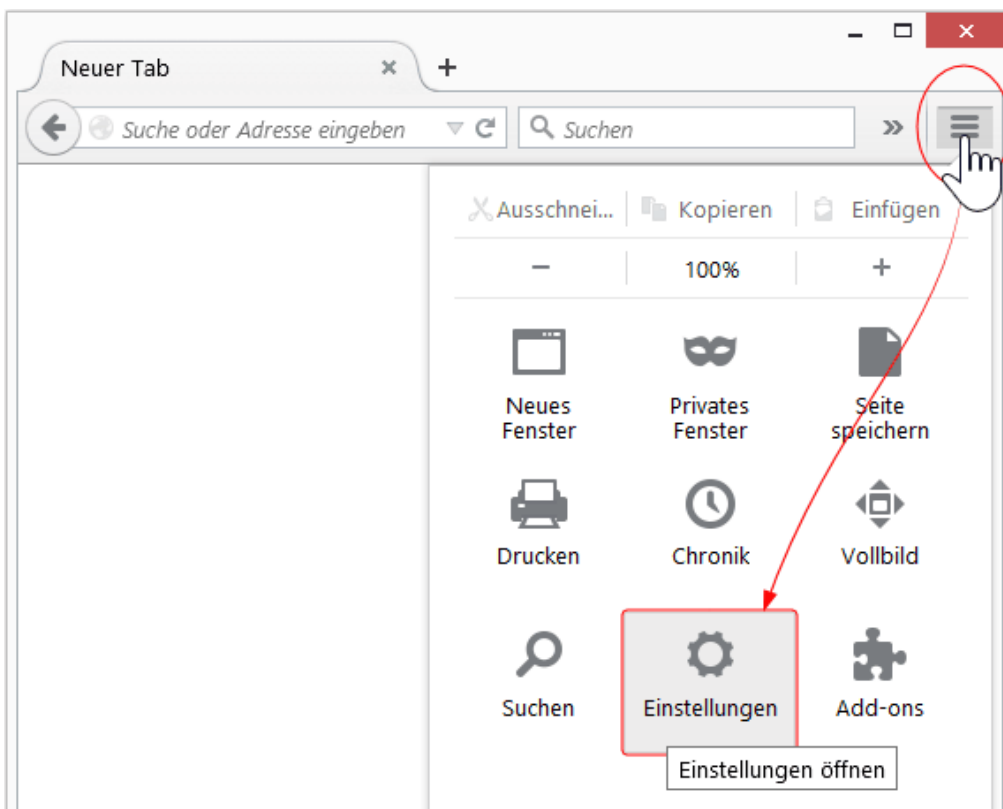 Neuer Tab
Suche oder Adresse eingeben
Suchen
Ausschnei...
Kopieren
Einfügen
100%
Neues
Fenster
Privates
Fenster
Seite
speichern
Drucken
Chronik
Vollbild
Suchen
Einstellungen
Add-ons
Einstellungen öffnen